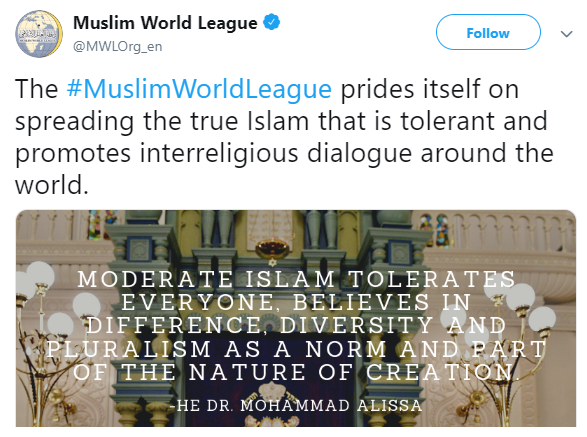 Muslim World League
@MWLOrg_en
Follow
The #MuslimWorldLeague prides itself on
spreading the true Islam that is tolerant and
promotes interreligious dialogue around the
world.
MODERATE ISLAM TOLERATES
EVERYONE, BELIEVES IN
DIFFERENCE, DIVERSITY AND
PLURALISM AS A NORM AND PART
OF THE NATURE OF CREATION.
-HE DR. MOHAMMAD ALISSA